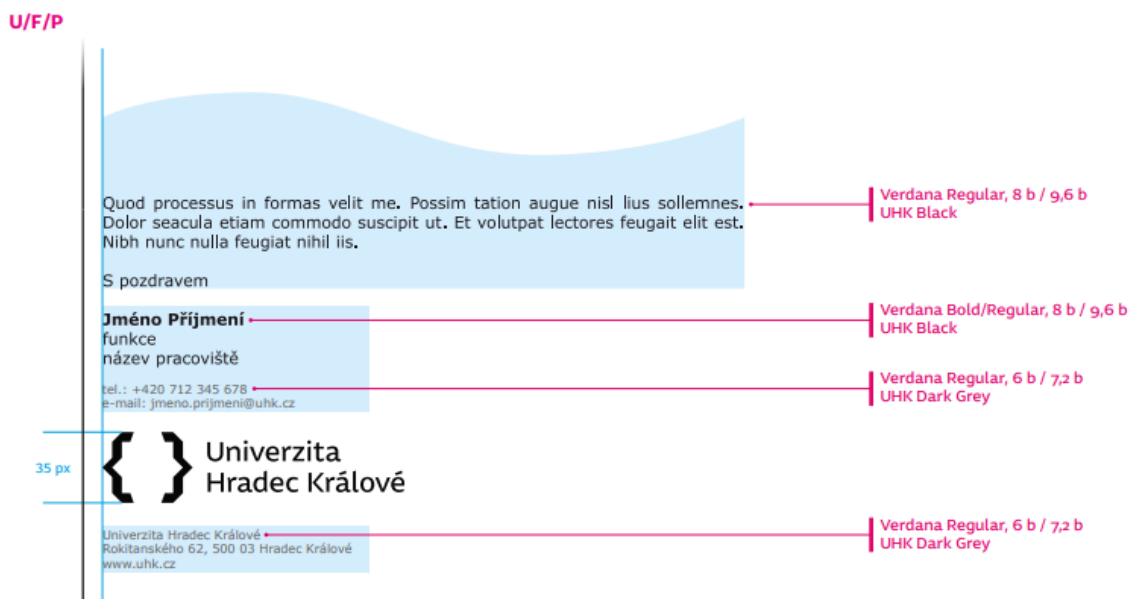 U/F/P
Quod processus in formas velit me. Possim tation augue nisl lius sollemnes.
Dolor seacula etiam commodo suscipit ut. Et volutpat lectores feugait elit est.
Nibh nunc nulla feugiat nihil iis.
S pozdravem
Verdana Regular, 8 b / 9,6 b
UHK Black
Jméno Příjmení
funkce
název pracoviště
Verdana Bold/Regular, 8 b / 9,6 b
UHK Black
tel.: +420 712 345 678
e-mail: jmeno.prijmeni@uhk.cz
Verdana Regular, 6 b / 7,2 b
UHK Dark Grey
35 px
Univerzita
Hradec Králové
Univerzita Hradec Králové
Rokitanského 62, 500 03 Hradec Králové
www.uhk.cz
Verdana Regular, 6 b / 7,2 b
UHK Dark Grey